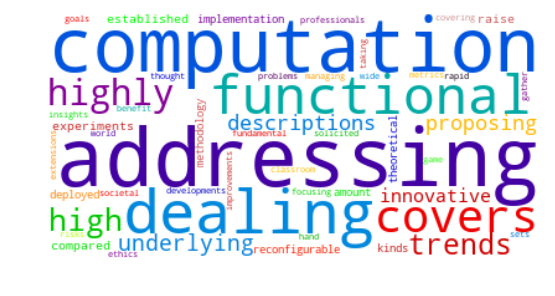 goals established implementation professionals covering raise
computation
taking
thought problems managing wide metrics rapid
highly functional gather
insights benefit
experiments methodology descriptions theoretical proposing
world fundamental solicited
extensions addressing game
improvements classroom
deployed societal developments focusing amount innovative
high dealing covers
risks hand sets
compared underlying reconfigurable kinds trends
ethics